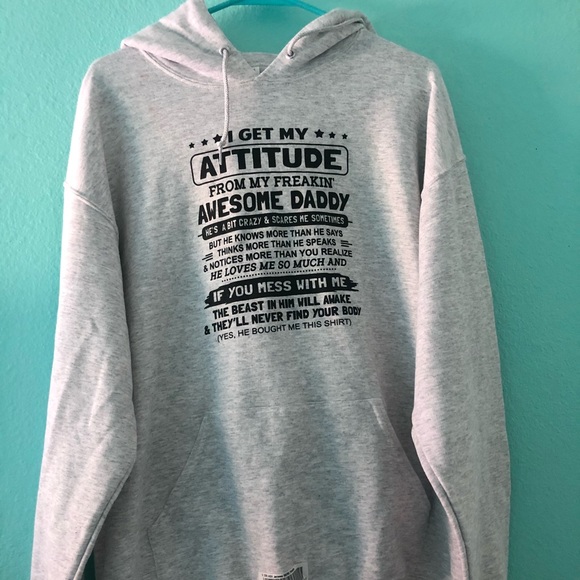 I GET MY
ATTITUDE
FROM MY FREAKIN'
AWESOME DADDY
HE'S A BIT CRAZY & SCARES ME SOMETIMES
BUT HE KNOWS MORE THAN HE SAYS
THINKS MORE THAN HE SPEAKS
& NOTICES MORE THAN YOU REALIZE
HE LOVES ME SO MUCH AND
IF YOU MESS WITH ME
THE BEAST IN HIM WILL AWAKE
& THEY'LL NEVER FIND YOUR BODY
(YES, HE BOUGHT ME THIS SHIRT)